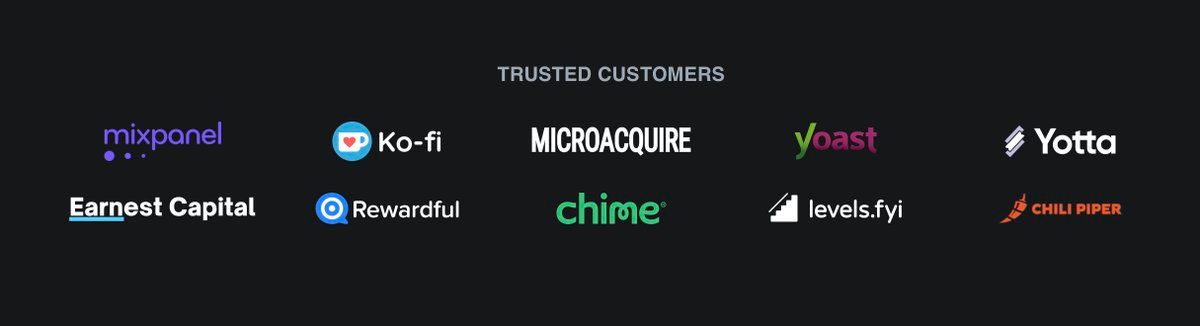 TRUSTED CUSTOMERS
mixpanel Ko-fi MICROACQUIRE yoast Yotta
Earnest Capital Rewardful chime® levels.fyi CHILI PIPER